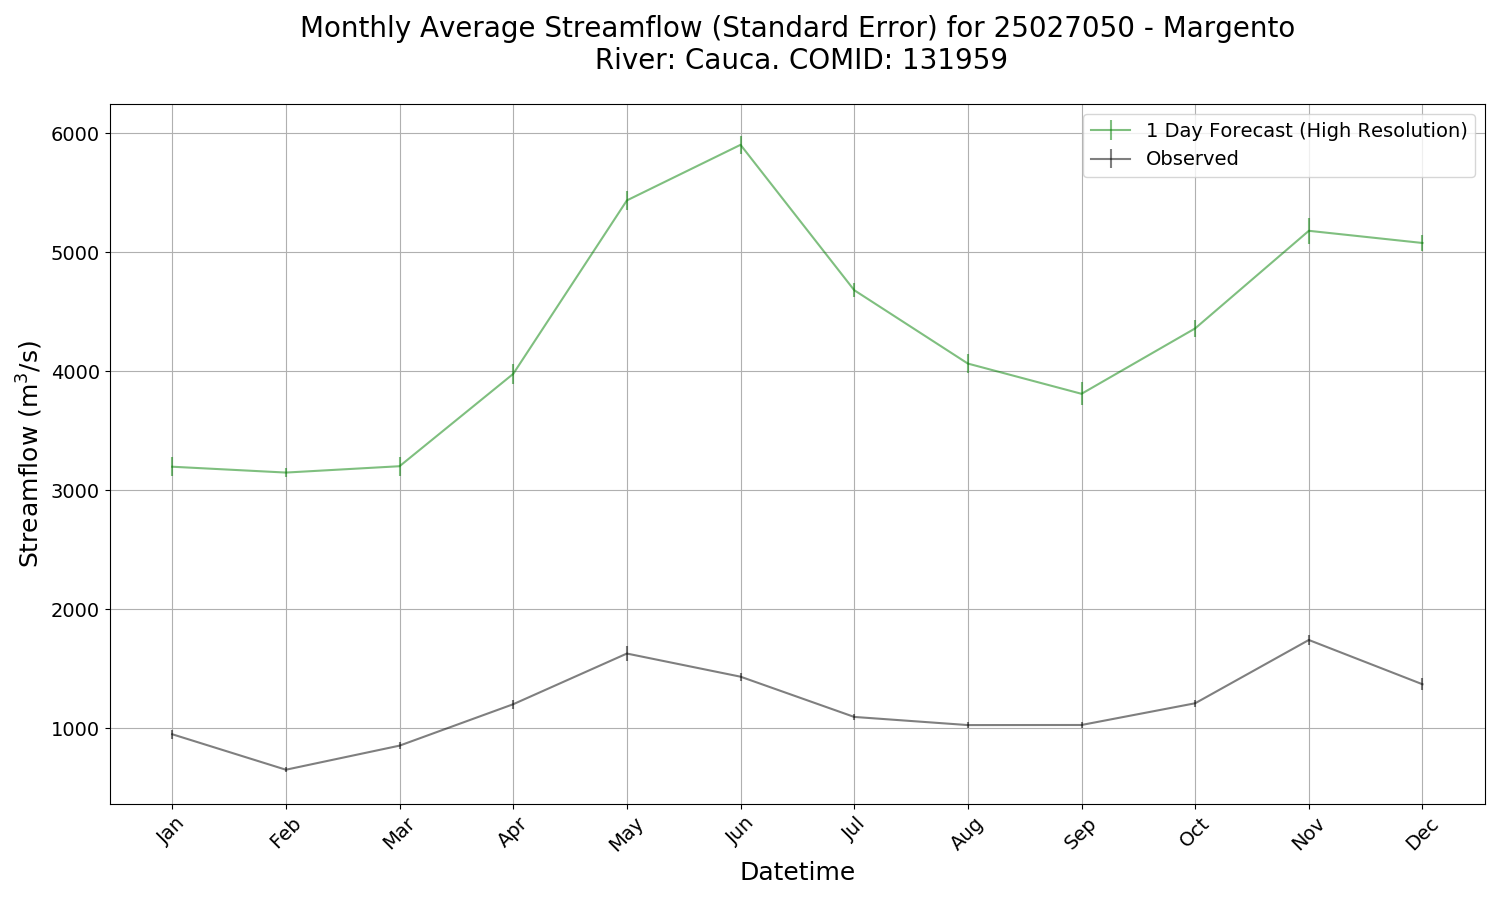 Monthly Average Streamflow (Standard Error) for 25027050 - Margento
River: Cauca. COMID: 131959
1 Day Forecast (High Resolution)
Observed
Streamflow (m³/s)
6000
5000
4000
3000
2000
1000
Jan
Feb
Mar
Apr
May
Jun
Jul
Aug
Sep
Oct
Nov
Dec
Datetime